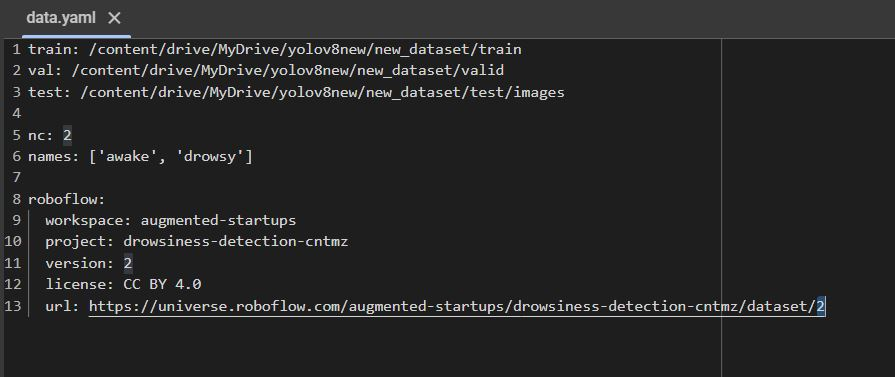 data.yaml
1 train: /content/drive/MyDrive/yolov8new/new_dataset/train
2 val: /content/drive/MyDrive/yolov8new/new_dataset/valid
3 test: /content/drive/MyDrive/yolov8new/new_dataset/test/images
4
5 nc: 2
6 names: ['awake', 'drowsy']
7
8 roboflow:
9   workspace: augmented-startups
10   project: drowsiness-detection-cntmz
11   version: 2
12   license: CC BY 4.0
13   url: https://universe.roboflow.com/augmented-startups/drowsiness-detection-cntmz/dataset/2